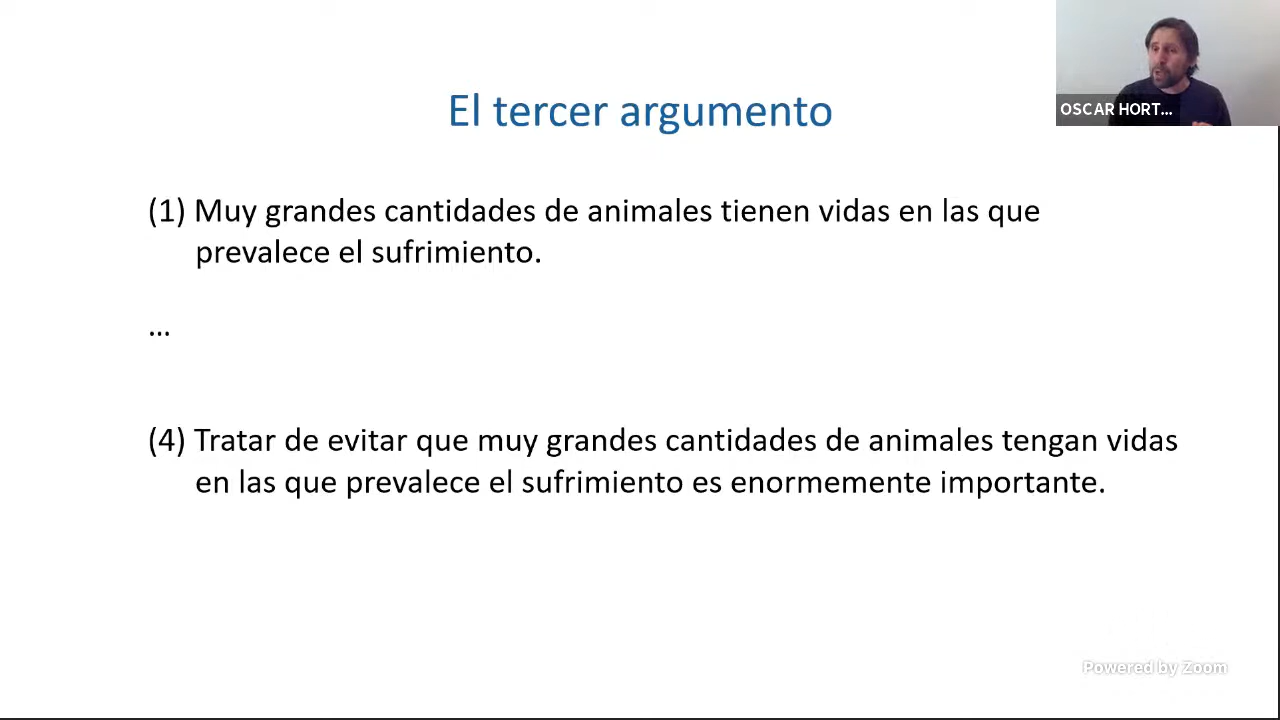 El tercer argumento
OSCAR HORT...
(1) Muy grandes cantidades de animales tienen vidas en las que
prevalece el sufrimiento.
...
(4) Tratar de evitar que muy grandes cantidades de animales tengan vidas
en las que prevalece el sufrimiento es enormemente importante.
Powered by Zoom